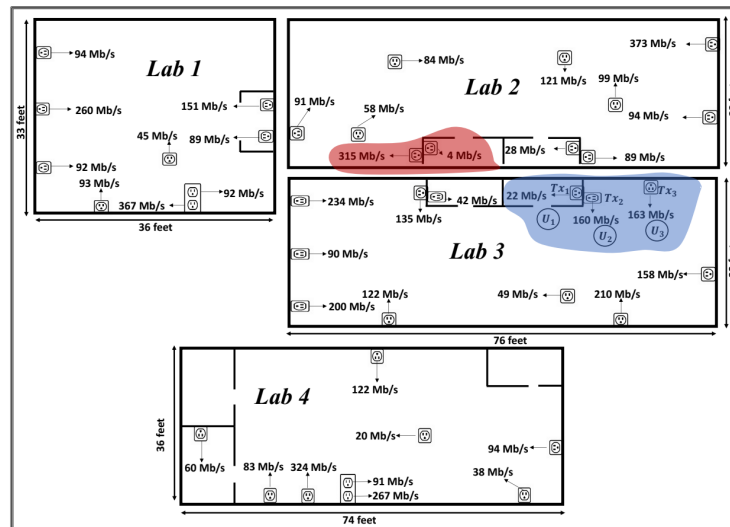 94 Mb/s
Lab 1
260 Mb/s
151 Mb/s
45 Mb/s
89 Mb/s
92 Mb/s
93 Mb/s
92 Mb/s
367 Mb/s
33 feet
36 feet
373 Mb/s
84 Mb/s
Lab 2
121 Mb/s
99 Mb/s
91 Mb/s
58 Mb/s
94 Mb/s
315 Mb/s
4 Mb/s
28 Mb/s
89 Mb/s
234 Mb/s
135 Mb/s
42 Mb/s
22 Mb/s
Tx1
Tx2
Tx3
160 Mb/s
163 Mb/s
U1
U2
U3
90 Mb/s
Lab 3
158 Mb/s
122 Mb/s
49 Mb/s
210 Mb/s
200 Mb/s
76 feet
36 feet
Lab 4
122 Mb/s
20 Mb/s
94 Mb/s
60 Mb/s
83 Mb/s
324 Mb/s
91 Mb/s
267 Mb/s
38 Mb/s
74 feet